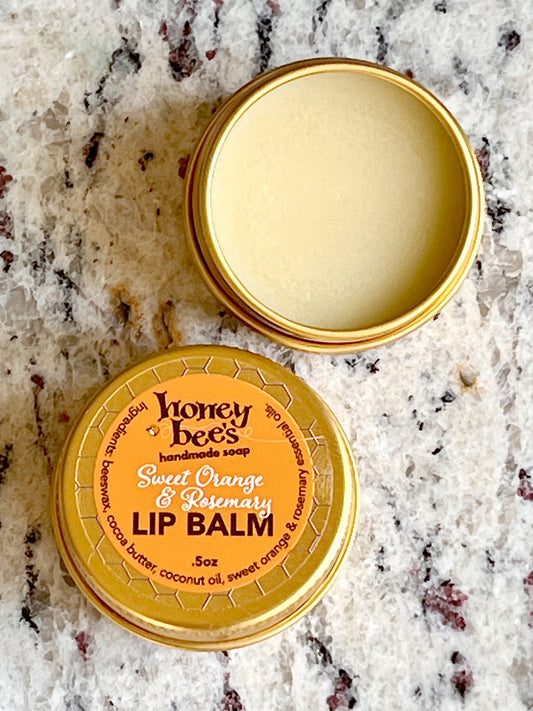 honey
bee's
handmade soap
Sweet Orange
& Rosemary
LIP BALM
.5oz
Ingredients: beeswax, cocoa butter, coconut oil, sweet orange & rosemary essential oils.